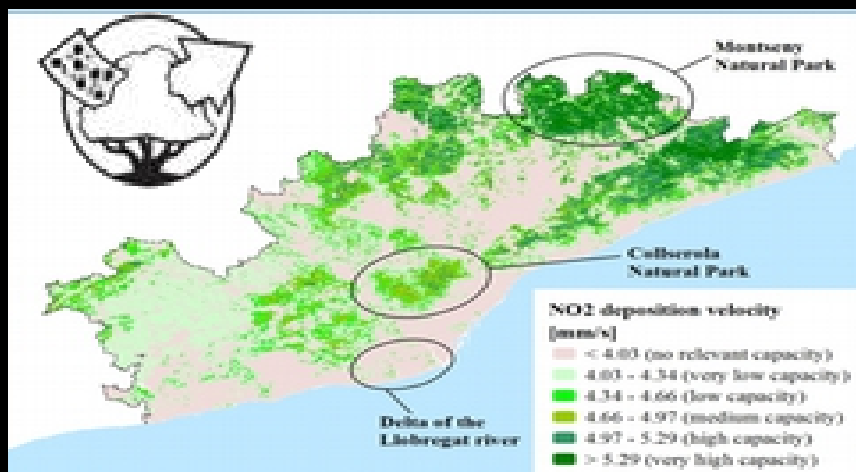 Montseny
Natural Park
Collserola
Natural Park
Delta of the
Llobregat river
NO2 deposition velocity
[mm/s]
< 4.03 (no relevant capacity)
4.03 - 4.34 (very low capacity)
4.34 - 4.66 (low capacity)
4.66 - 4.97 (medium capacity)
4.97 - 5.29 (high capacity)
> 5.29 (very high capacity)